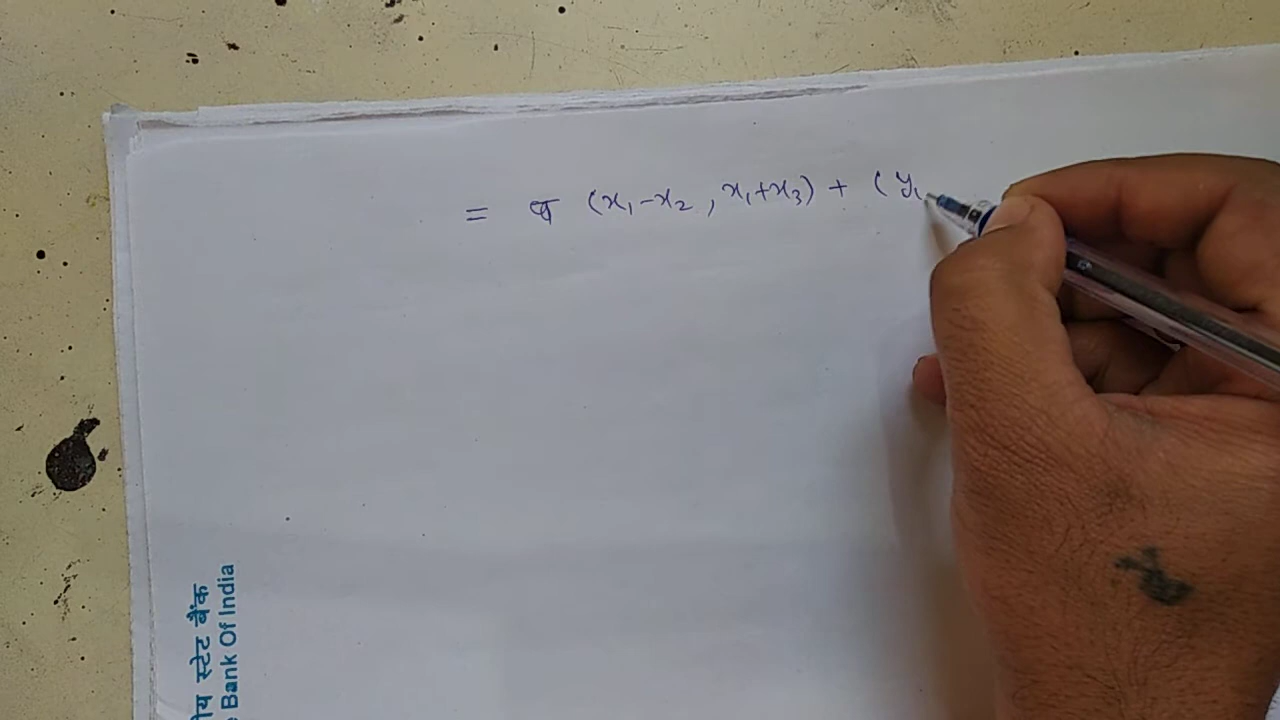 = (x₁-x₂, x₁+x₃) + (y₁
स्टेट बैंक
Bank Of India